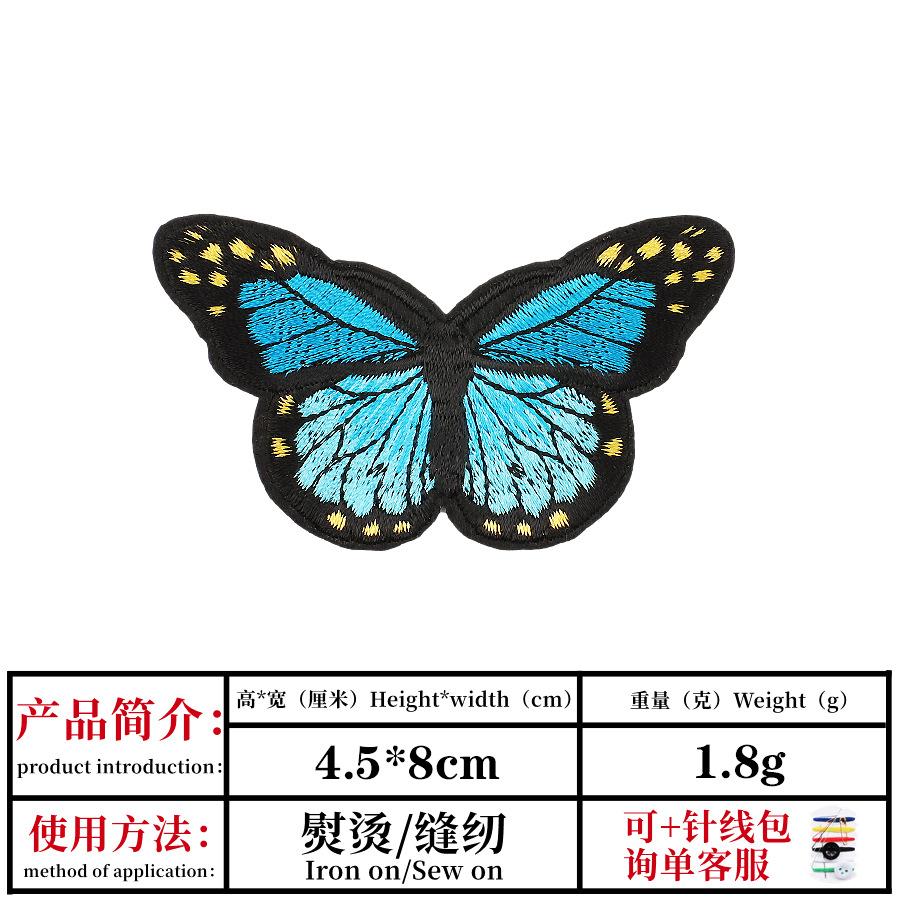 产品简介：
product introduction：
高*宽（厘米）Height*width（cm）
重量（克）Weight（g）
4.5*8cm
1.8g
使用方法：
method of application：
熨烫/缝纫
Iron on/Sew on
可+针线包
询单客服